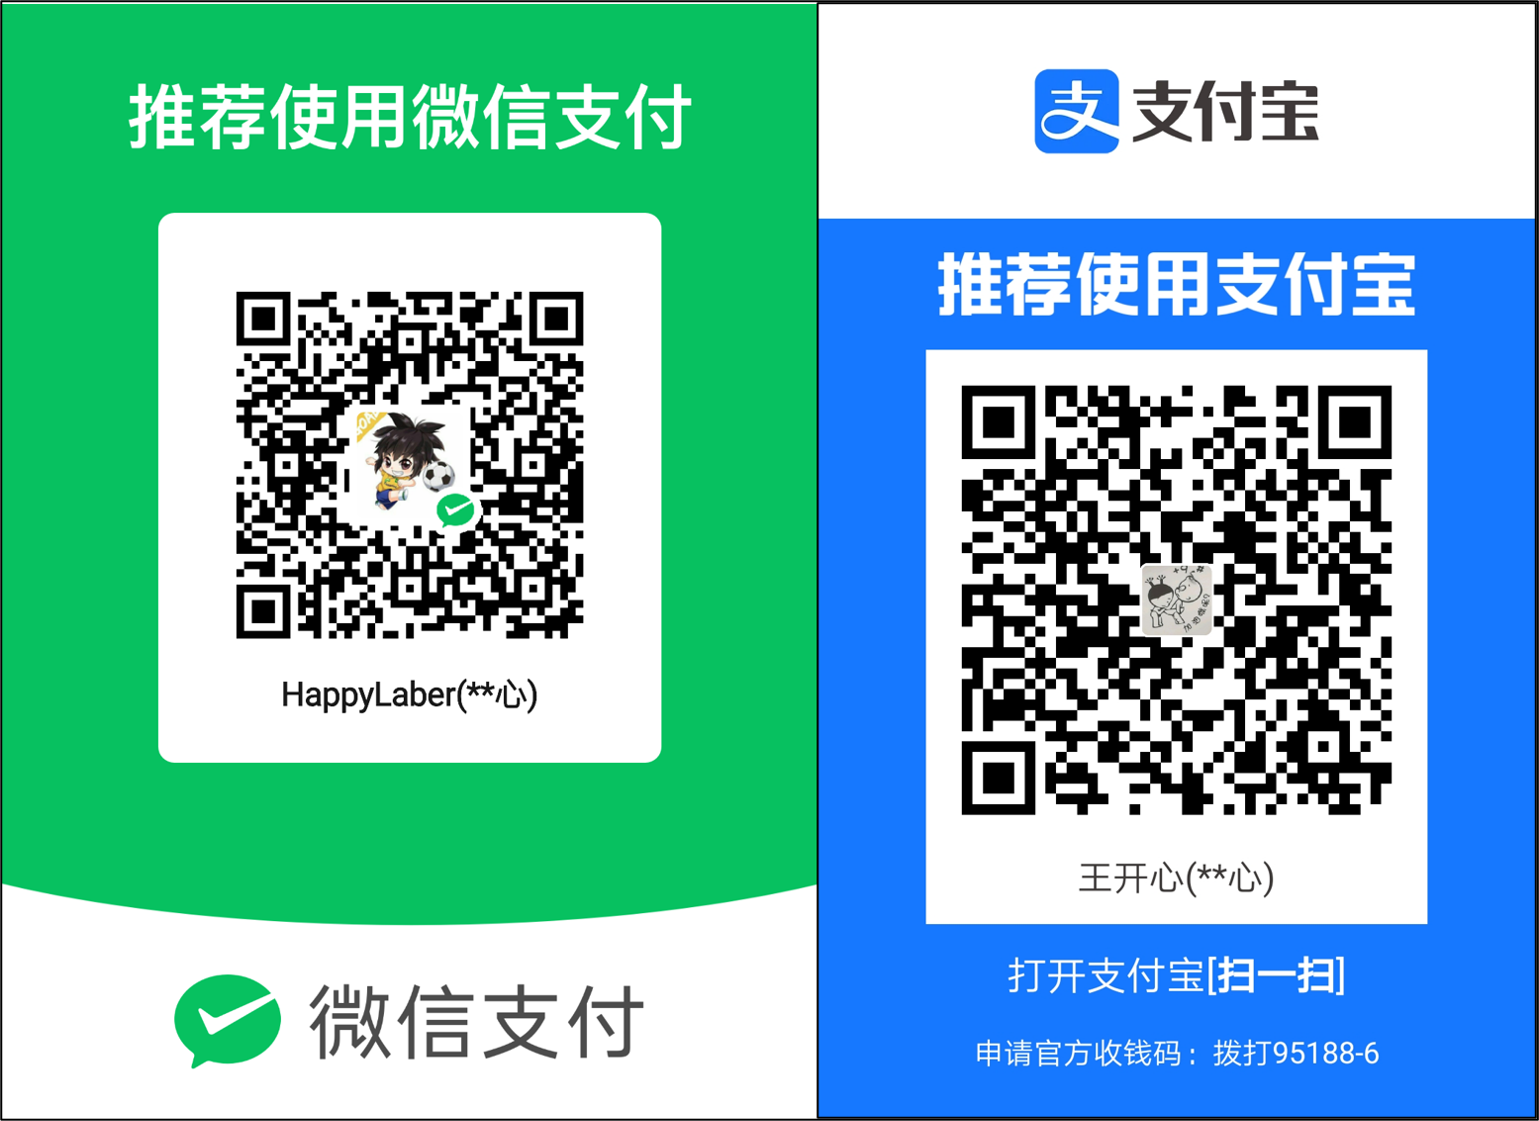 推荐使用微信支付
HappyLaber(**心)
微信支付
支付宝
推荐使用支付宝
王开心(**心)
打开支付宝[扫一扫]
申请官方收钱码：拨打95188-6